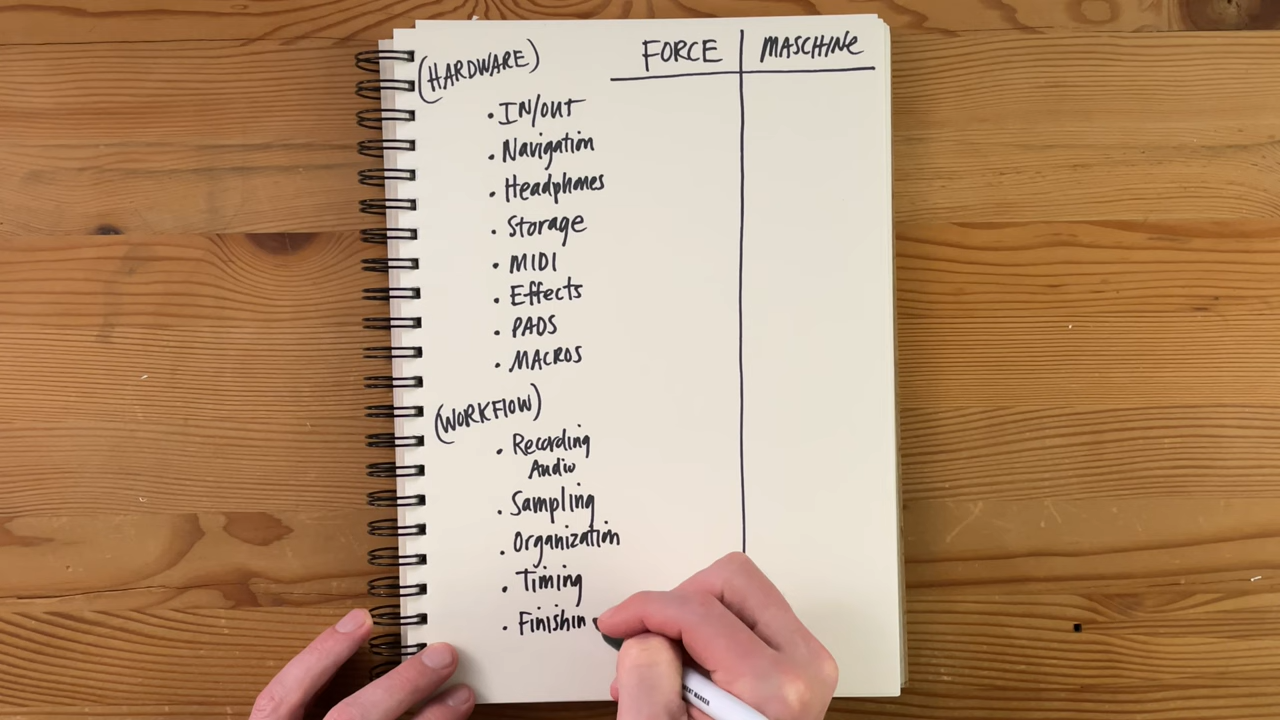 (HARDWARE)
FORCE
MASCHINE
• IN/OUT
• Navigation
• Headphones
• Storage
• MIDI
• Effects
• PADS
• MACROS
(WORKFLOW)
• Recording
Audio
• Sampling
• Organization
• Timing
• Finishin